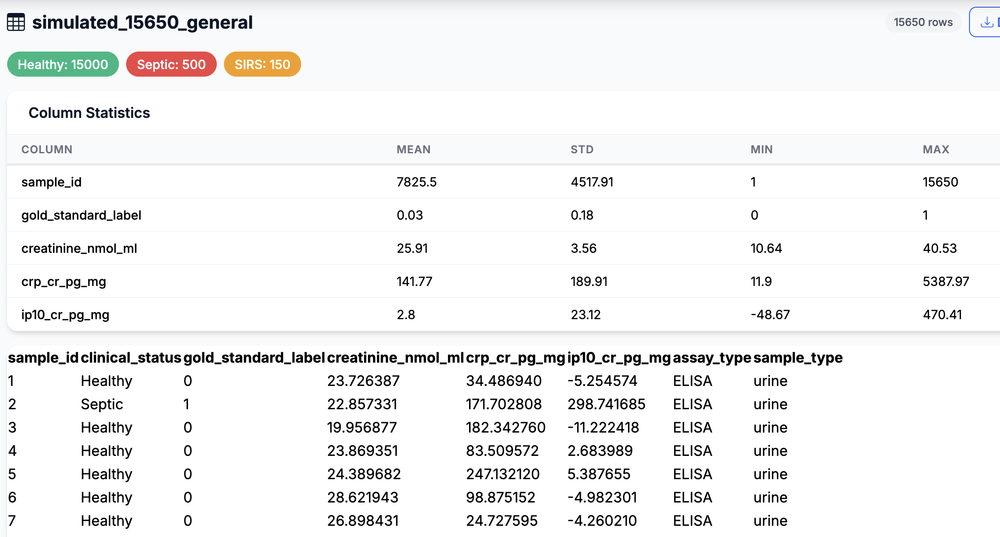 simulated_15650_general
15650 rows
Healthy: 15000 Septic: 500 SIRS: 150
Column Statistics
COLUMN MEAN STD MIN MAX
sample_id 7825.5 4517.91 1 15650
gold_standard_label 0.03 0.18 0 1
creatinine_nmol_ml 25.91 3.56 10.64 40.53
crp_cr_pg_mg 141.77 189.91 11.9 5387.97
ip10_cr_pg_mg 2.8 23.12 -48.67 470.41
sample_id clinical_status gold_standard_label creatinine_nmol_ml crp_cr_pg_mg ip10_cr_pg_mg assay_type sample_type
1 Healthy 0 23.726387 34.486940 -5.254574 ELISA urine
2 Septic 1 22.857331 171.702808 298.741685 ELISA urine
3 Healthy 0 19.956877 182.342760 -11.222418 ELISA urine
4 Healthy 0 23.869351 83.509572 2.683989 ELISA urine
5 Healthy 0 24.389682 247.132120 5.387655 ELISA urine
6 Healthy 0 28.621943 98.875152 -4.982301 ELISA urine
7 Healthy 0 26.898431 24.727595 -4.260210 ELISA urine